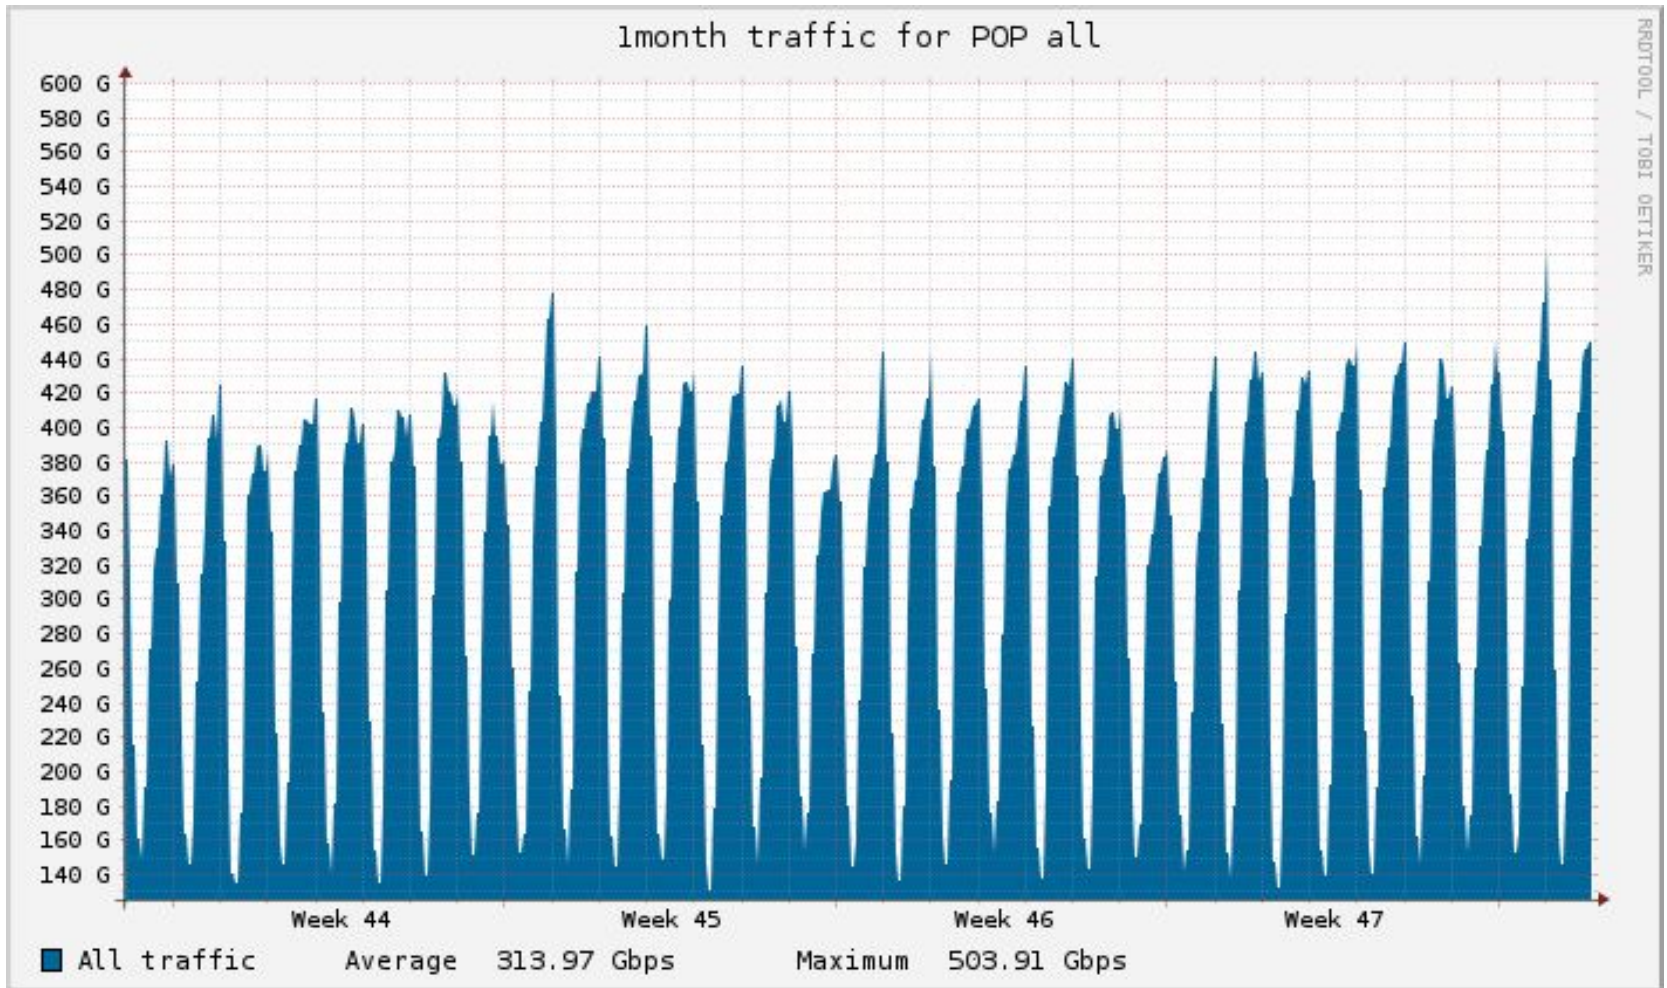 1month traffic for POP all
RRDTOOL / TOBI OETIKER
600 G
580 G
560 G
540 G
520 G
500 G
480 G
460 G
440 G
420 G
400 G
380 G
360 G
340 G
320 G
300 G
280 G
260 G
240 G
220 G
200 G
180 G
160 G
140 G
Week 44 Week 45 Week 46 Week 47
All traffic Average 313.97 Gbps Maximum 503.91 Gbps